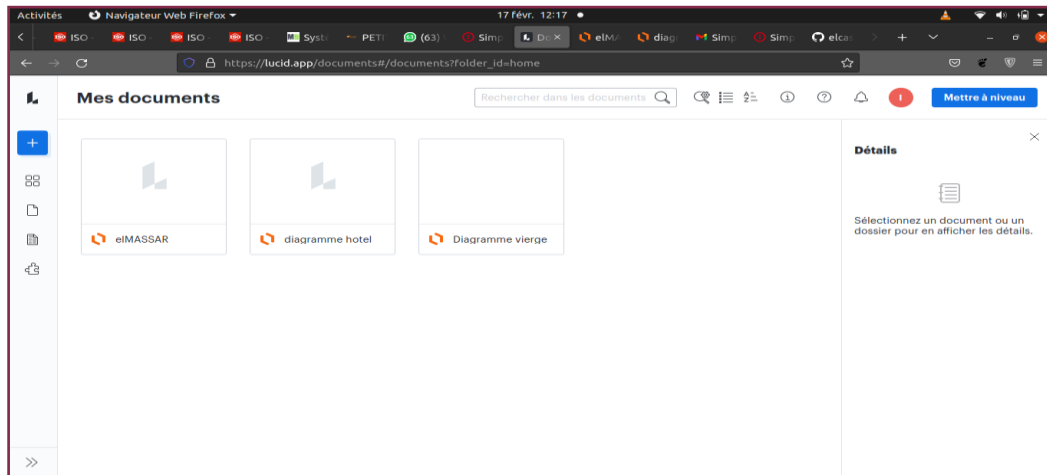 Activités Navigateur Web Firefox 17 févr. 12:17
ISO ISO ISO ISO Syst PETI (63) Simp Do elMA diag Simp Simp elcas
https://lucid.app/documents#/documents?folder_id=home
Mes documents Rechercher dans les documents Mettre à niveau
Détails
Sélectionnez un document ou un
dossier pour en afficher les détails.
elMASSAR diagramme hotel Diagramme vierge